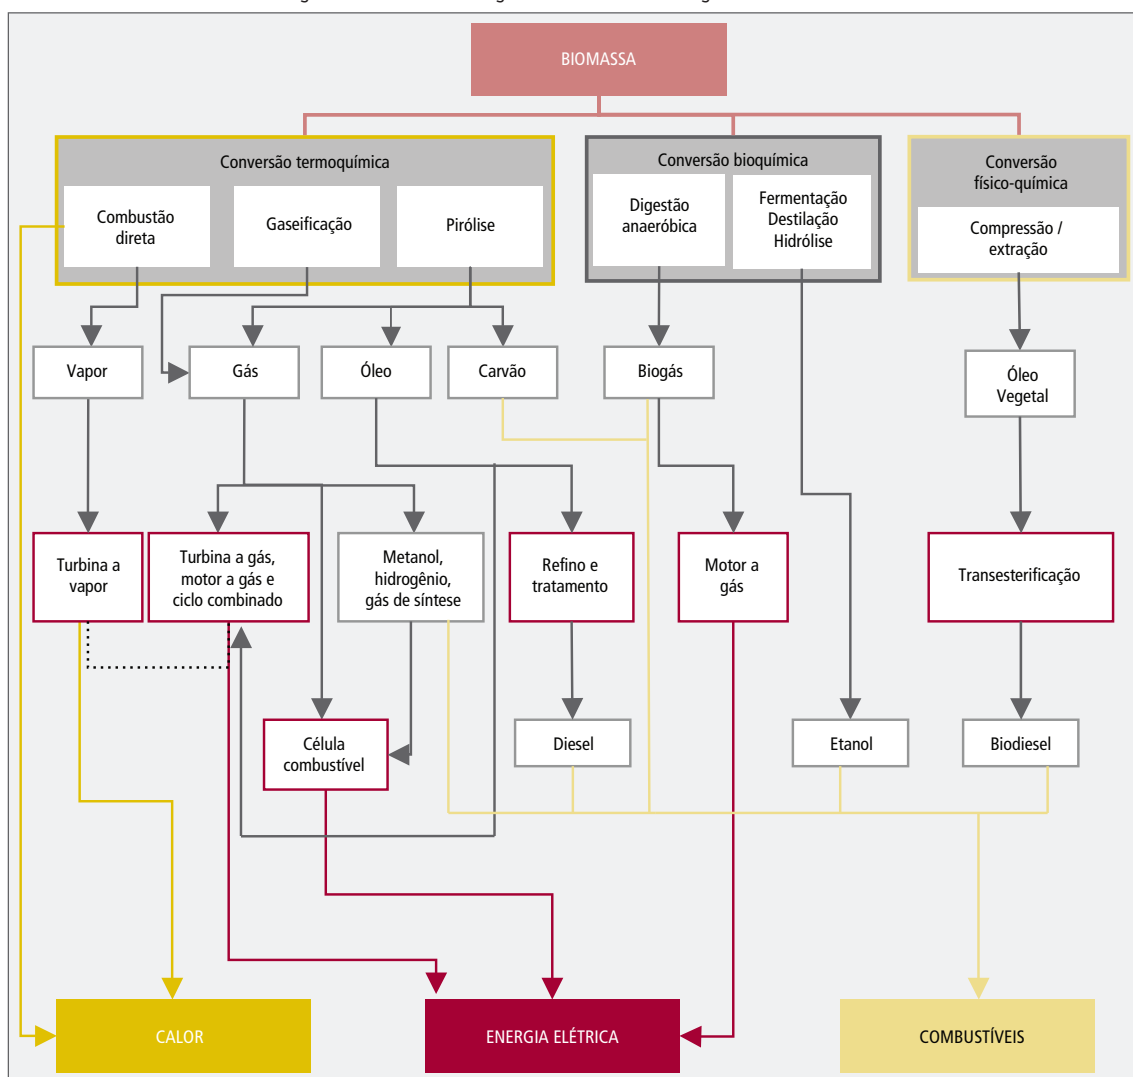 BIOMASSA
Conversão termoquímica
Conversão bioquímica
Conversão
físico-química
Combustão
direta
Gaseificação
Pirólise
Digestão
anaeróbica
Fermentação
Destilação
Hidrólise
Compressão /
extração
Vapor
Gás
Óleo
Carvão
Biogás
Óleo
Vegetal
Turbina a
vapor
Turbina a gás,
motor a gás e
ciclo combinado
Metanol,
hidrogênio,
gás de síntese
Refino e
tratamento
Motor a
gás
Transesterificação
Célula
combustível
Diesel
Etanol
Biodiesel
CALOR
ENERGIA ELÉTRICA
COMBUSTÍVEIS